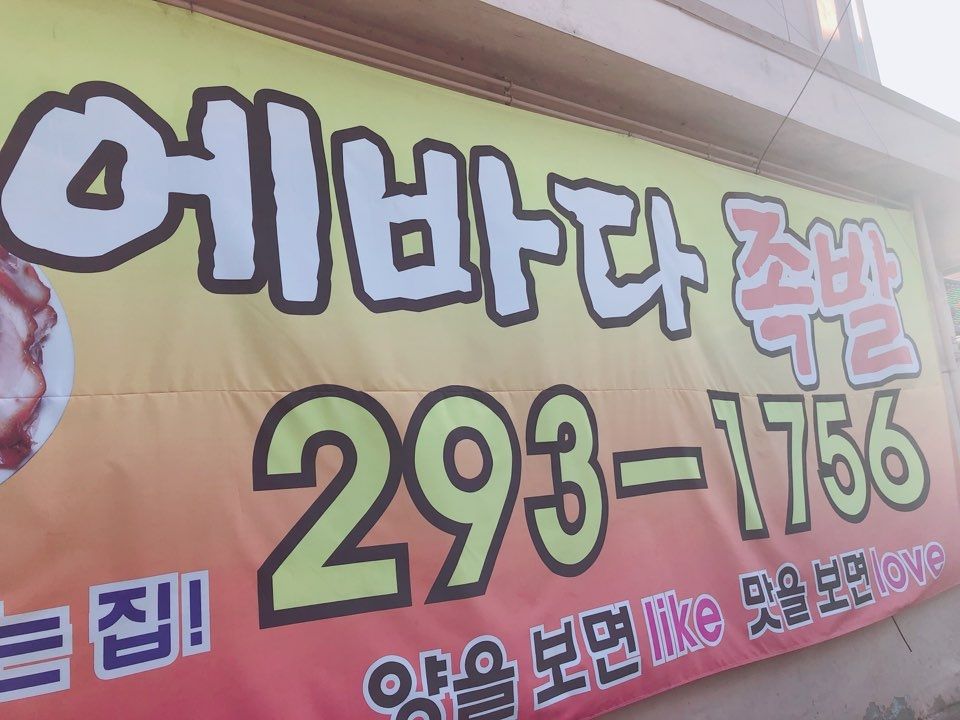 에바다 족발
293-1756
는 집!
양을 보면 like 맛을 보면 love